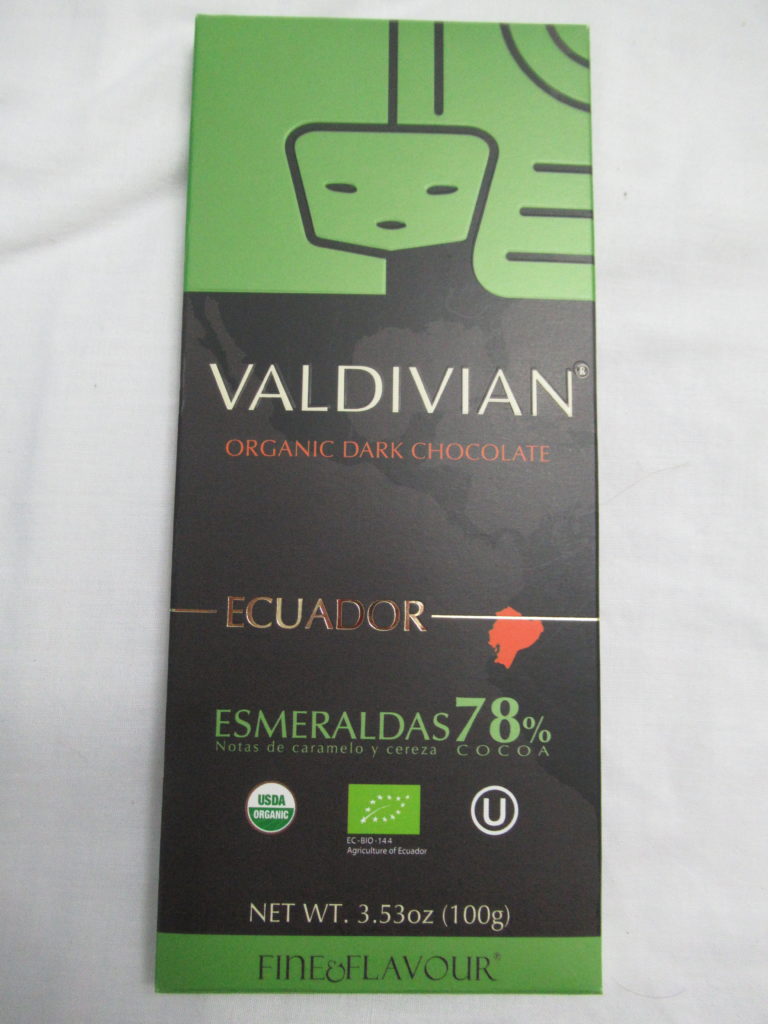 VALDIVIAN®
ORGANIC DARK CHOCOLATE
ECUADOR
ESMERALDAS 78%
Notas de caramelo y cereza COCOA
USDA
ORGANIC
U
EC-BIO-144
Agriculture of Ecuador
NET WT. 3.53oz (100g)
FINE&FLAVOUR®